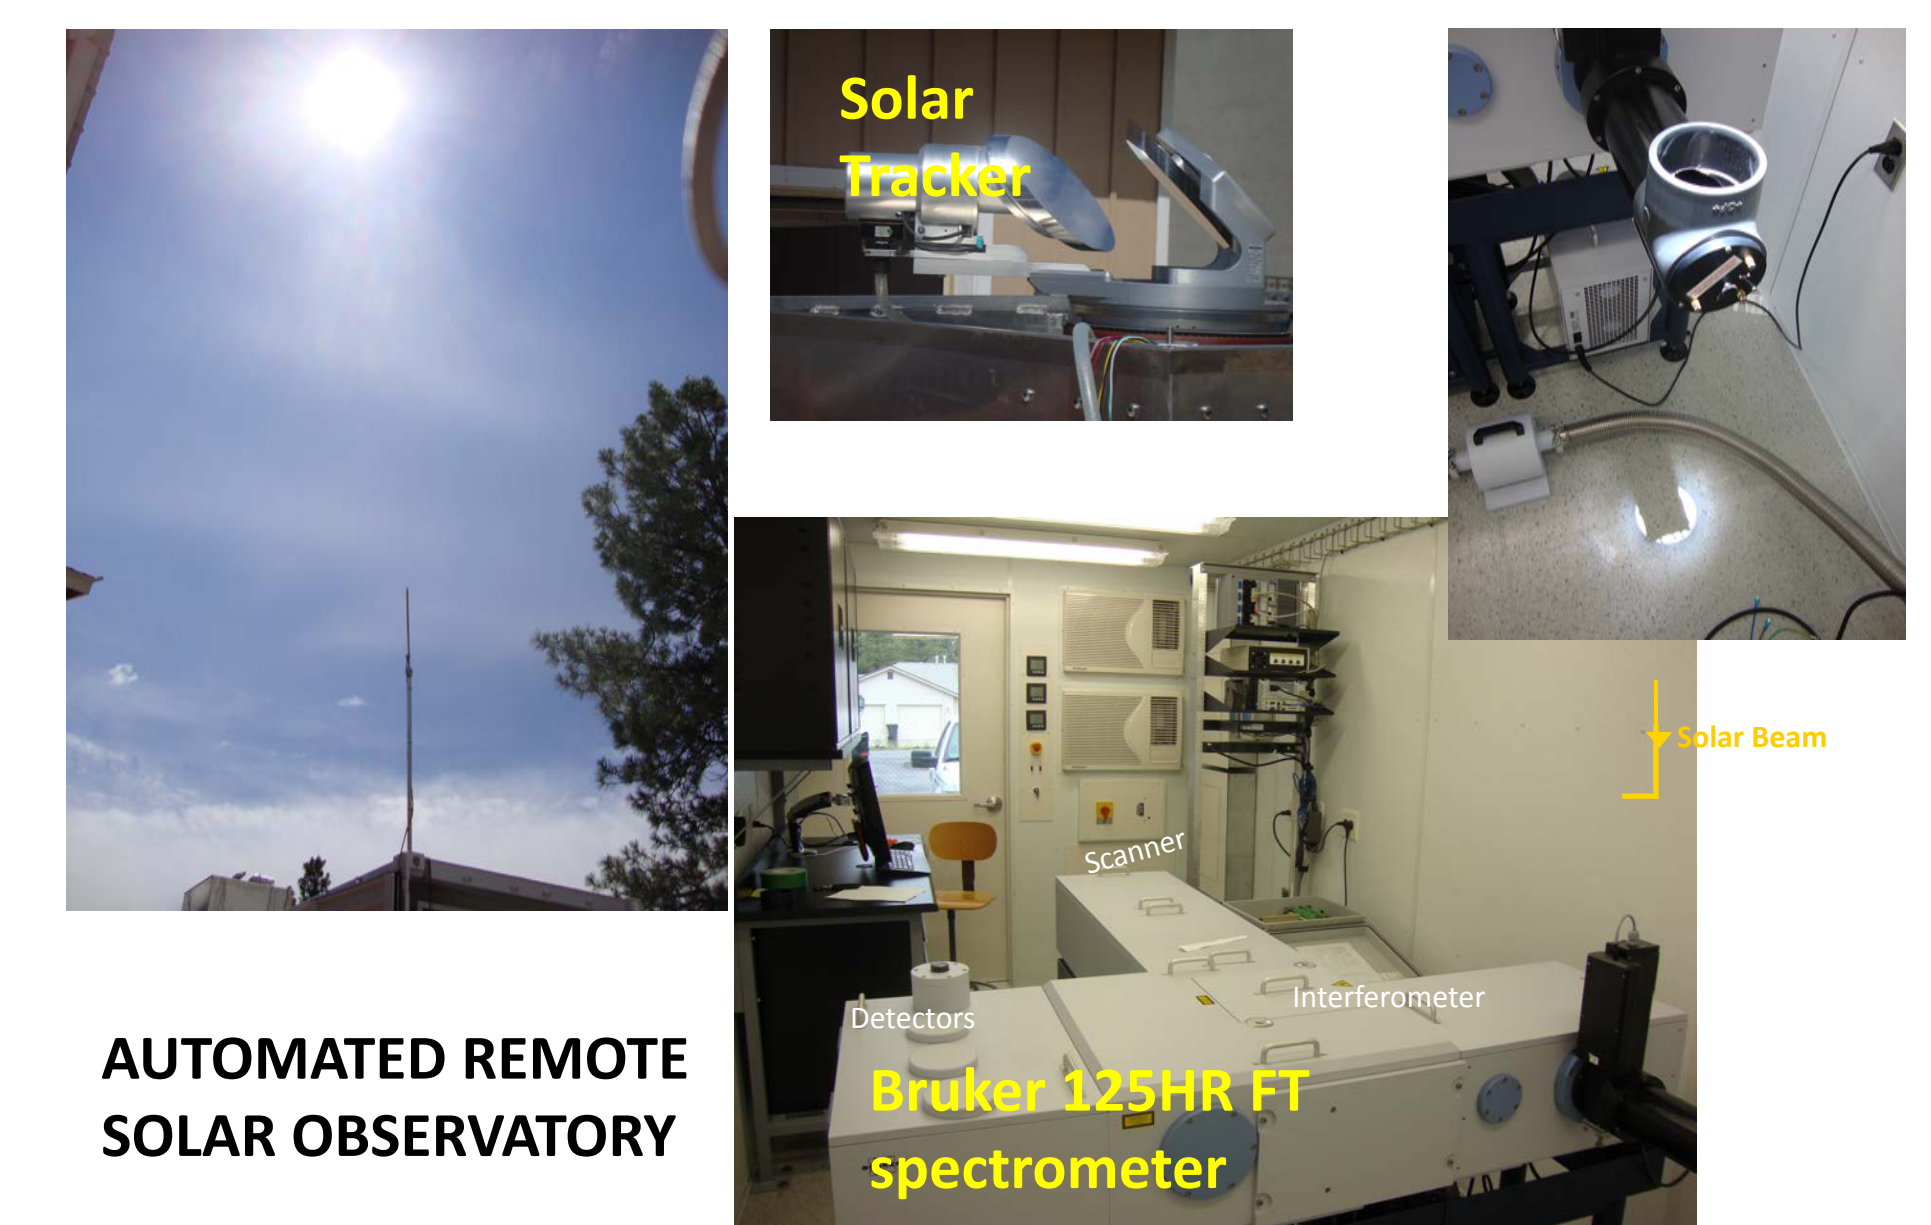 Solar
Tracker
Solar Beam
Scanner
Interferometer
Detectors
Bruker 125HR FT
spectrometer
AUTOMATED REMOTE
SOLAR OBSERVATORY